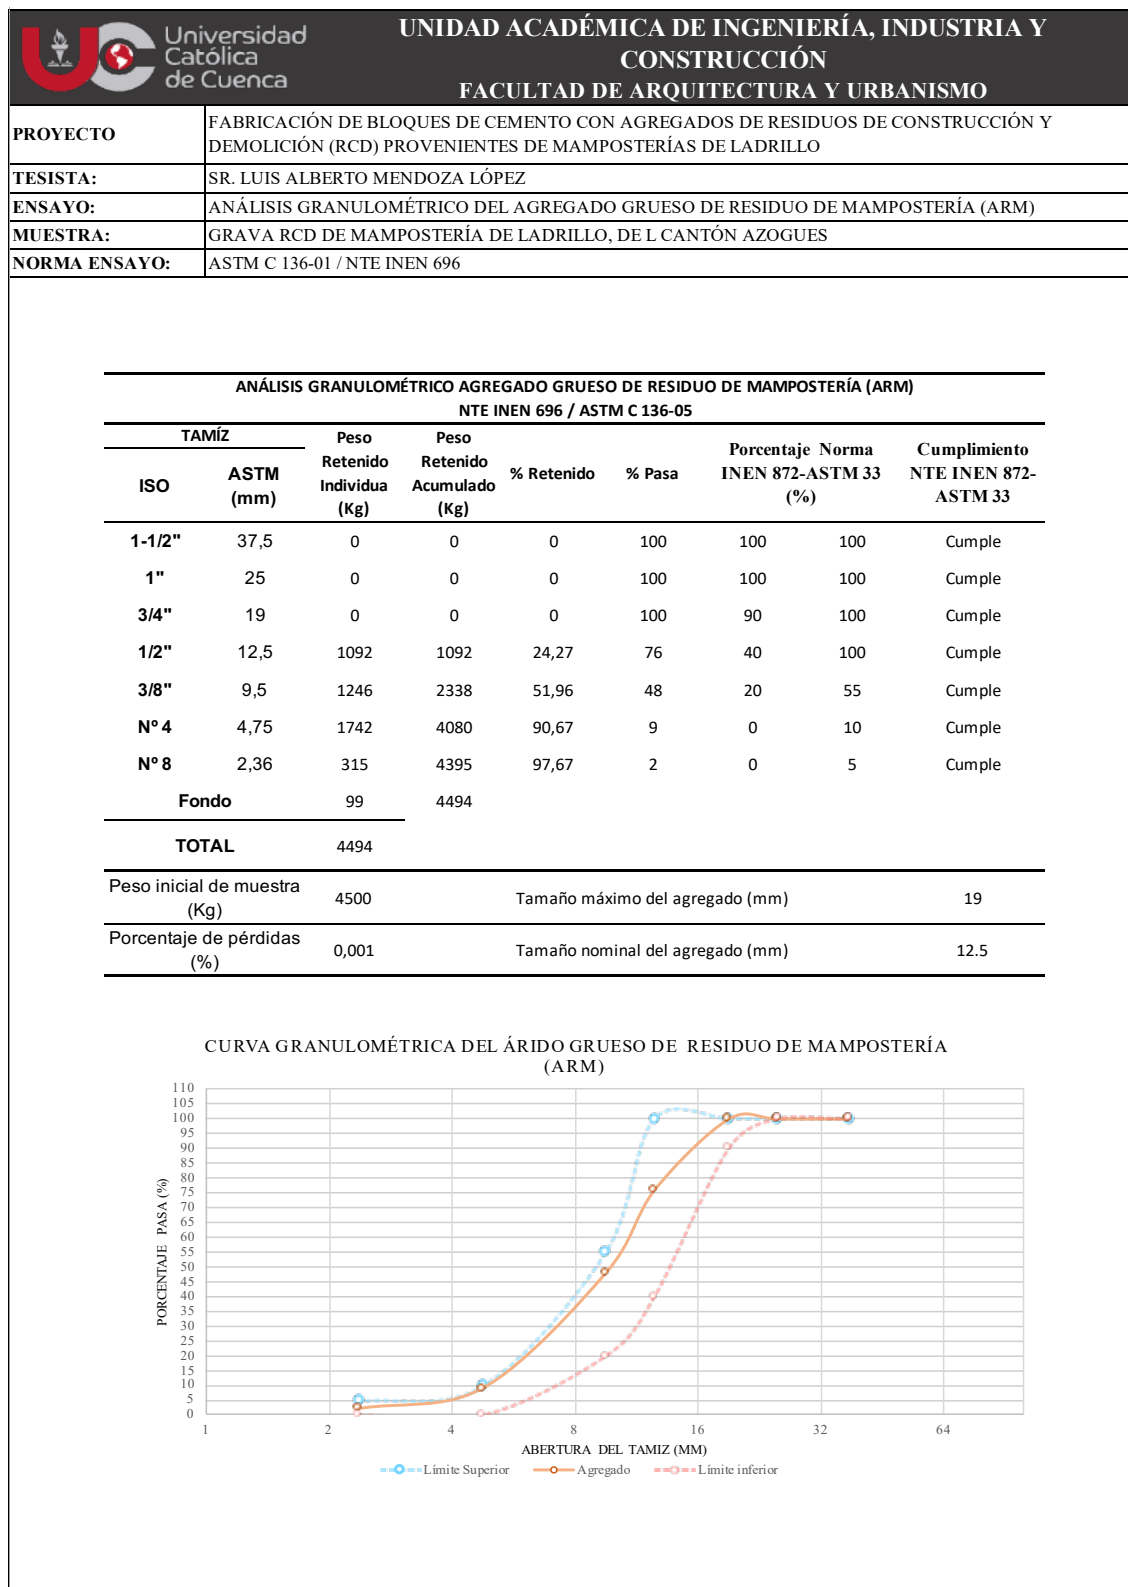 UC Universidad
Católica
de Cuenca
UNIDAD ACADÉMICA DE INGENIERÍA, INDUSTRIA Y
CONSTRUCCIÓN
FACULTAD DE ARQUITECTURA Y URBANISMO
PROYECTO FABRICACIÓN DE BLOQUES DE CEMENTO CON AGREGADOS DE RESIDUOS DE CONSTRUCCIÓN Y
DEMOLICIÓN (RCD) PROVENIENTES DE MAMPOSTERÍAS DE LADRILLO
TESISTA: SR. LUIS ALBERTO MENDOZA LÓPEZ
ENSAYO: ANÁLISIS GRANULOMÉTRICO DEL AGREGADO GRUESO DE RESIDUO DE MAMPOSTERÍA (ARM)
MUESTRA: GRAVA RCD DE MAMPOSTERÍA DE LADRILLO, DE L CANTÓN AZOGUES
NORMA ENSAYO: ASTM C 136-01 / NTE INEN 696
ANÁLISIS GRANULOMÉTRICO AGREGADO GRUESO DE RESIDUO DE MAMPOSTERÍA (ARM)
NTE INEN 696 / ASTM C 136-05
TAMÍZ
ISO
ASTM
(mm)
Peso
Retenido
Individua
(Kg)
Peso
Retenido
Acumulado
(Kg)
% Retenido
% Pasa
Porcentaje Norma
INEN 872-ASTM 33
(%)
Cumplimiento
NTE INEN 872-
ASTM 33
1-1/2" 37,5 0 0 0 100 100 100 Cumple
1" 25 0 0 0 100 100 100 Cumple
3/4" 19 0 0 0 100 90 100 Cumple
1/2" 12,5 1092 1092 24,27 76 40 100 Cumple
3/8" 9,5 1246 2338 51,96 48 20 55 Cumple
Nº 4 4,75 1742 4080 90,67 9 0 10 Cumple
Nº 8 2,36 315 4395 97,67 2 0 5 Cumple
Fondo 99 4494
TOTAL 4494
Peso inicial de muestra
(Kg)
4500 Tamaño máximo del agregado (mm) 19
Porcentaje de pérdidas
(%)
0,001 Tamaño nominal del agregado (mm) 12.5
CURVA GRANULOMÉTRICA DEL ÁRIDO GRUESO DE RESIDUO DE MAMPOSTERÍA
(ARM)
PORCENTAJE PASA (%)
110
105
100
95
90
85
80
75
70
65
60
55
50
45
40
35
30
25
20
15
10
5
0
1 2 4 8 16 32 64
ABERTURA DEL TAMIZ (MM)
Límite Superior Agregado Límite inferior